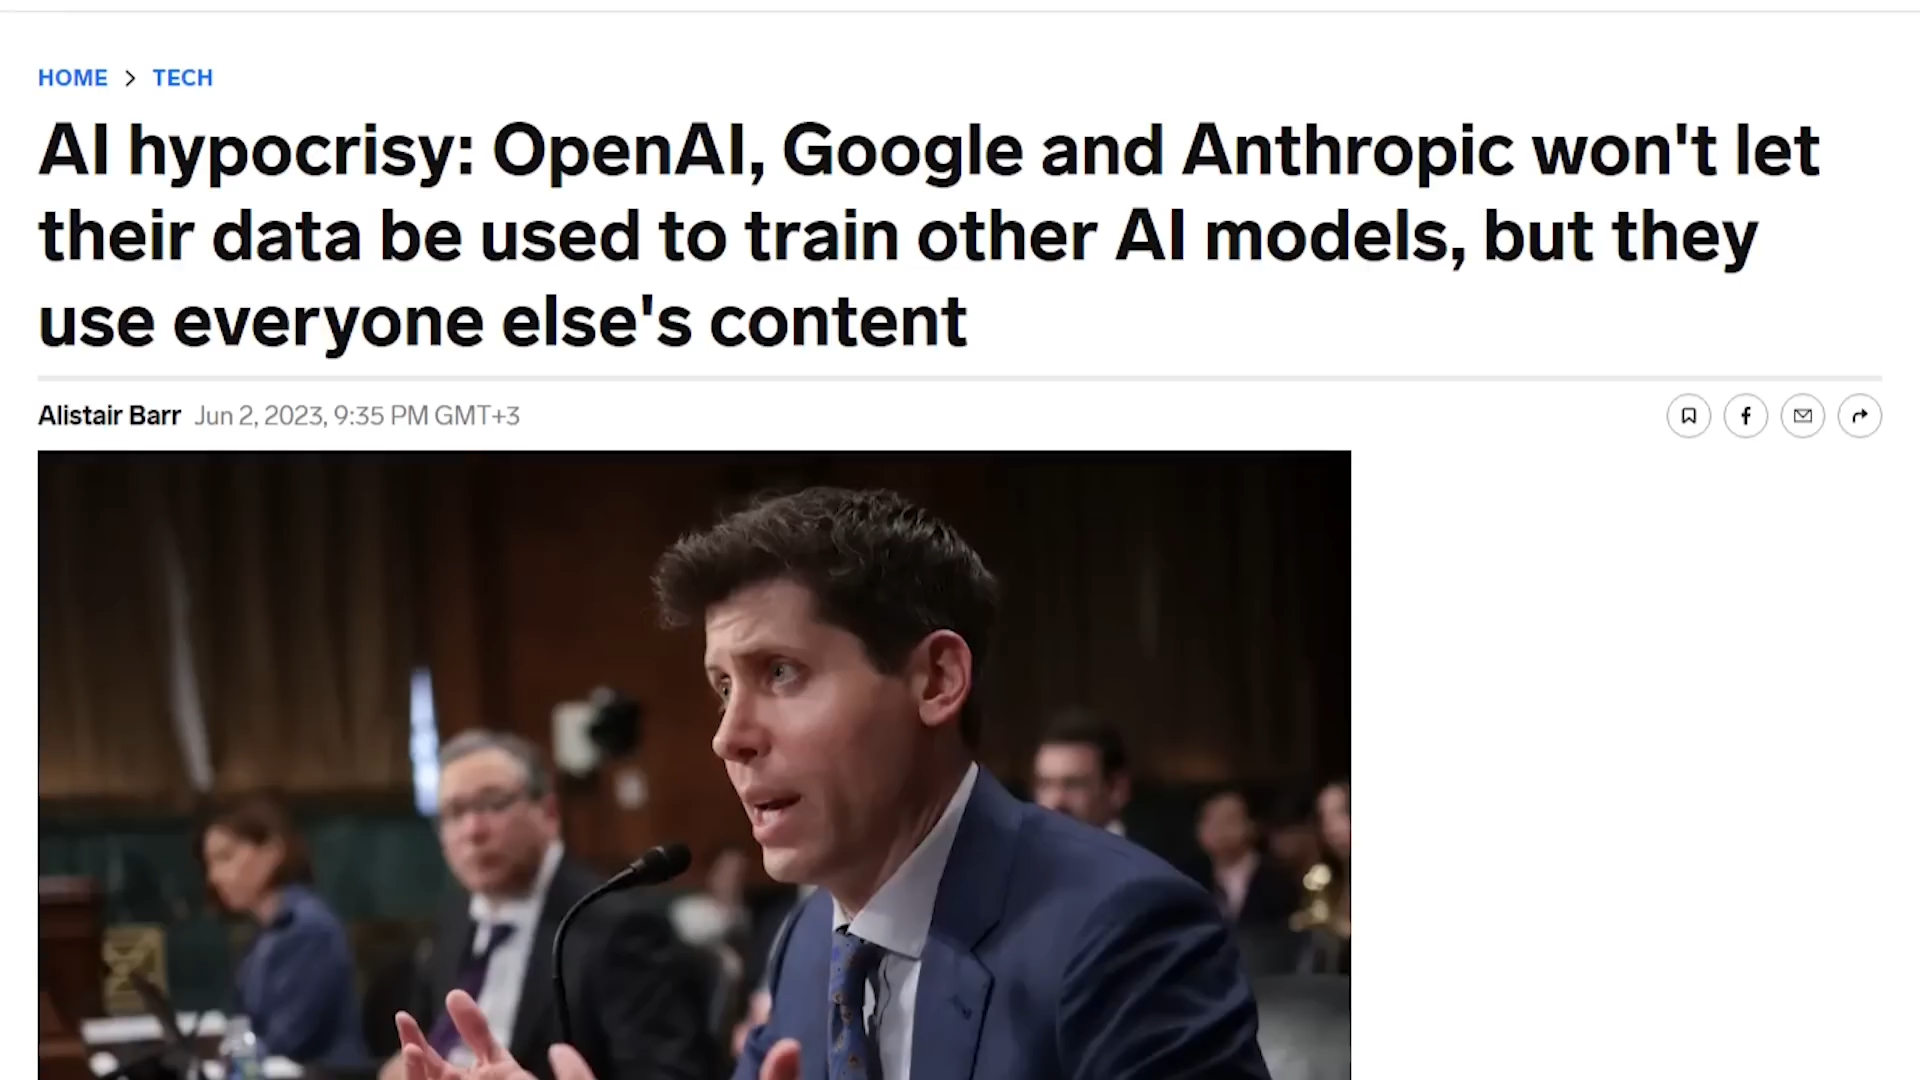 HOME > TECH
AI hypocrisy: OpenAI, Google and Anthropic won't let
their data be used to train other AI models, but they
use everyone else's content
Alistair Barr Jun 2, 2023, 9:35 PM GMT+3